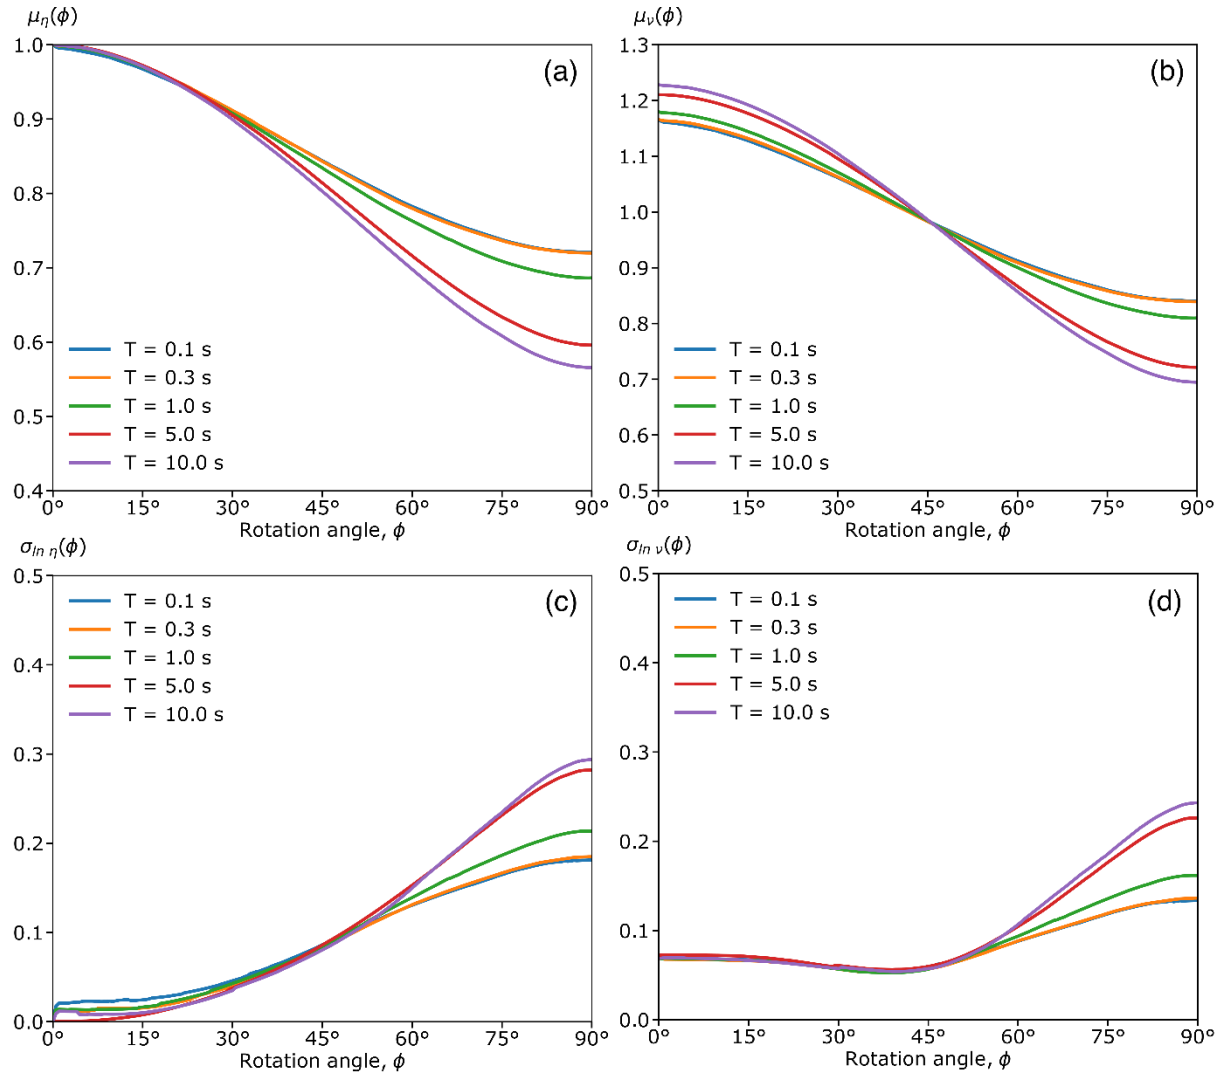 μη(ϕ)
(a)
1.0
0.9
0.8
0.7
0.6
0.5
0.4
T = 0.1 s
T = 0.3 s
T = 1.0 s
T = 5.0 s
T = 10.0 s
0° 15° 30° 45° 60° 75° 90°
Rotation angle, ϕ
μν(ϕ)
(b)
1.3
1.2
1.1
1.0
0.9
0.8
0.7
0.6
0.5
T = 0.1 s
T = 0.3 s
T = 1.0 s
T = 5.0 s
T = 10.0 s
0° 15° 30° 45° 60° 75° 90°
Rotation angle, ϕ
σln η(ϕ)
(c)
0.5
0.4
0.3
0.2
0.1
0.0
T = 0.1 s
T = 0.3 s
T = 1.0 s
T = 5.0 s
T = 10.0 s
0° 15° 30° 45° 60° 75° 90°
Rotation angle, ϕ
σln ν(ϕ)
(d)
0.5
0.4
0.3
0.2
0.1
0.0
T = 0.1 s
T = 0.3 s
T = 1.0 s
T = 5.0 s
T = 10.0 s
0° 15° 30° 45° 60° 75° 90°
Rotation angle, ϕ